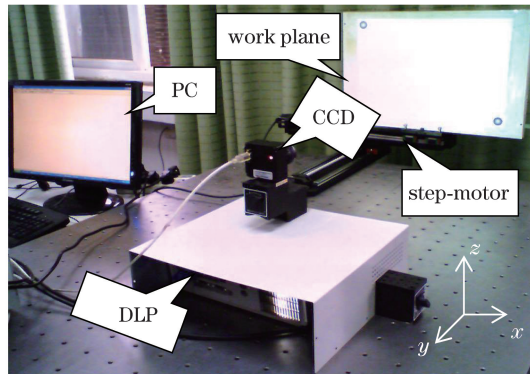 work plane
PC
CCD
step-motor
DLP
z
x
y